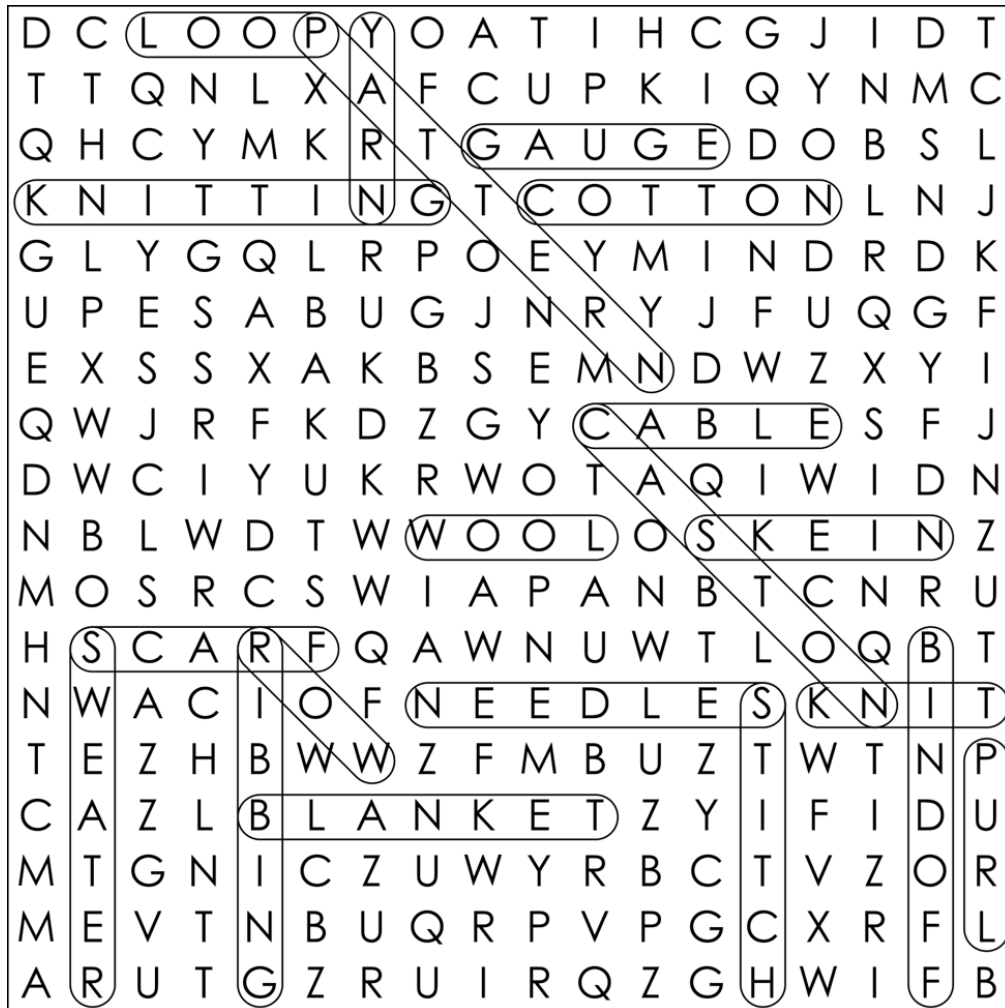 D C L O O P Y O A T I H C G J I D T
T T Q N L X A F C U P K I Q Y N M C
Q H C Y M K R T G A U G E D O B S L
K N I T T I N G T C O T T O N L N J
G L Y G Q L R P O E Y M I N D R D K
U P E S A B U G J N R Y J F U Q G F
E X S S X A K B S E M N D W Z X Y I
Q W J R F K D Z G Y C A B L E S F J
D W C I Y U K R W O T A Q I W I D N
N B L W D T W W O O L O S K E I N Z
M O S R C S W I A P A N B T C N R U
H S C A R F Q A W N U W T L O Q B T
N W A C I O F N E E D L E S K N I T
T E Z H B W W Z F M B U Z T W T N P
C A Z L B L A N K E T Z Y I F I D U
M T G N I C Z U W Y R B C T V Z O R
M E V T N B U Q R P V P G C X R F L
A R U T G Z R U I R Q Z G H W I F B